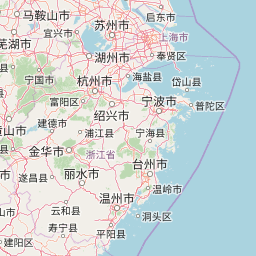 马鞍山市
苏州市
启东市
宜兴市
上海市
芜湖市
湖州市
奉贤区
宁国市
海盐县
杭州市
岱山县
富阳区
宁波市
普陀区
绍兴市
建德市
浦江县
宁海县
金华市
浙江省
台州市
遂昌县
丽水市
温岭市
云和县
温州市
洞头区
寿宁县
平阳县
建阳区